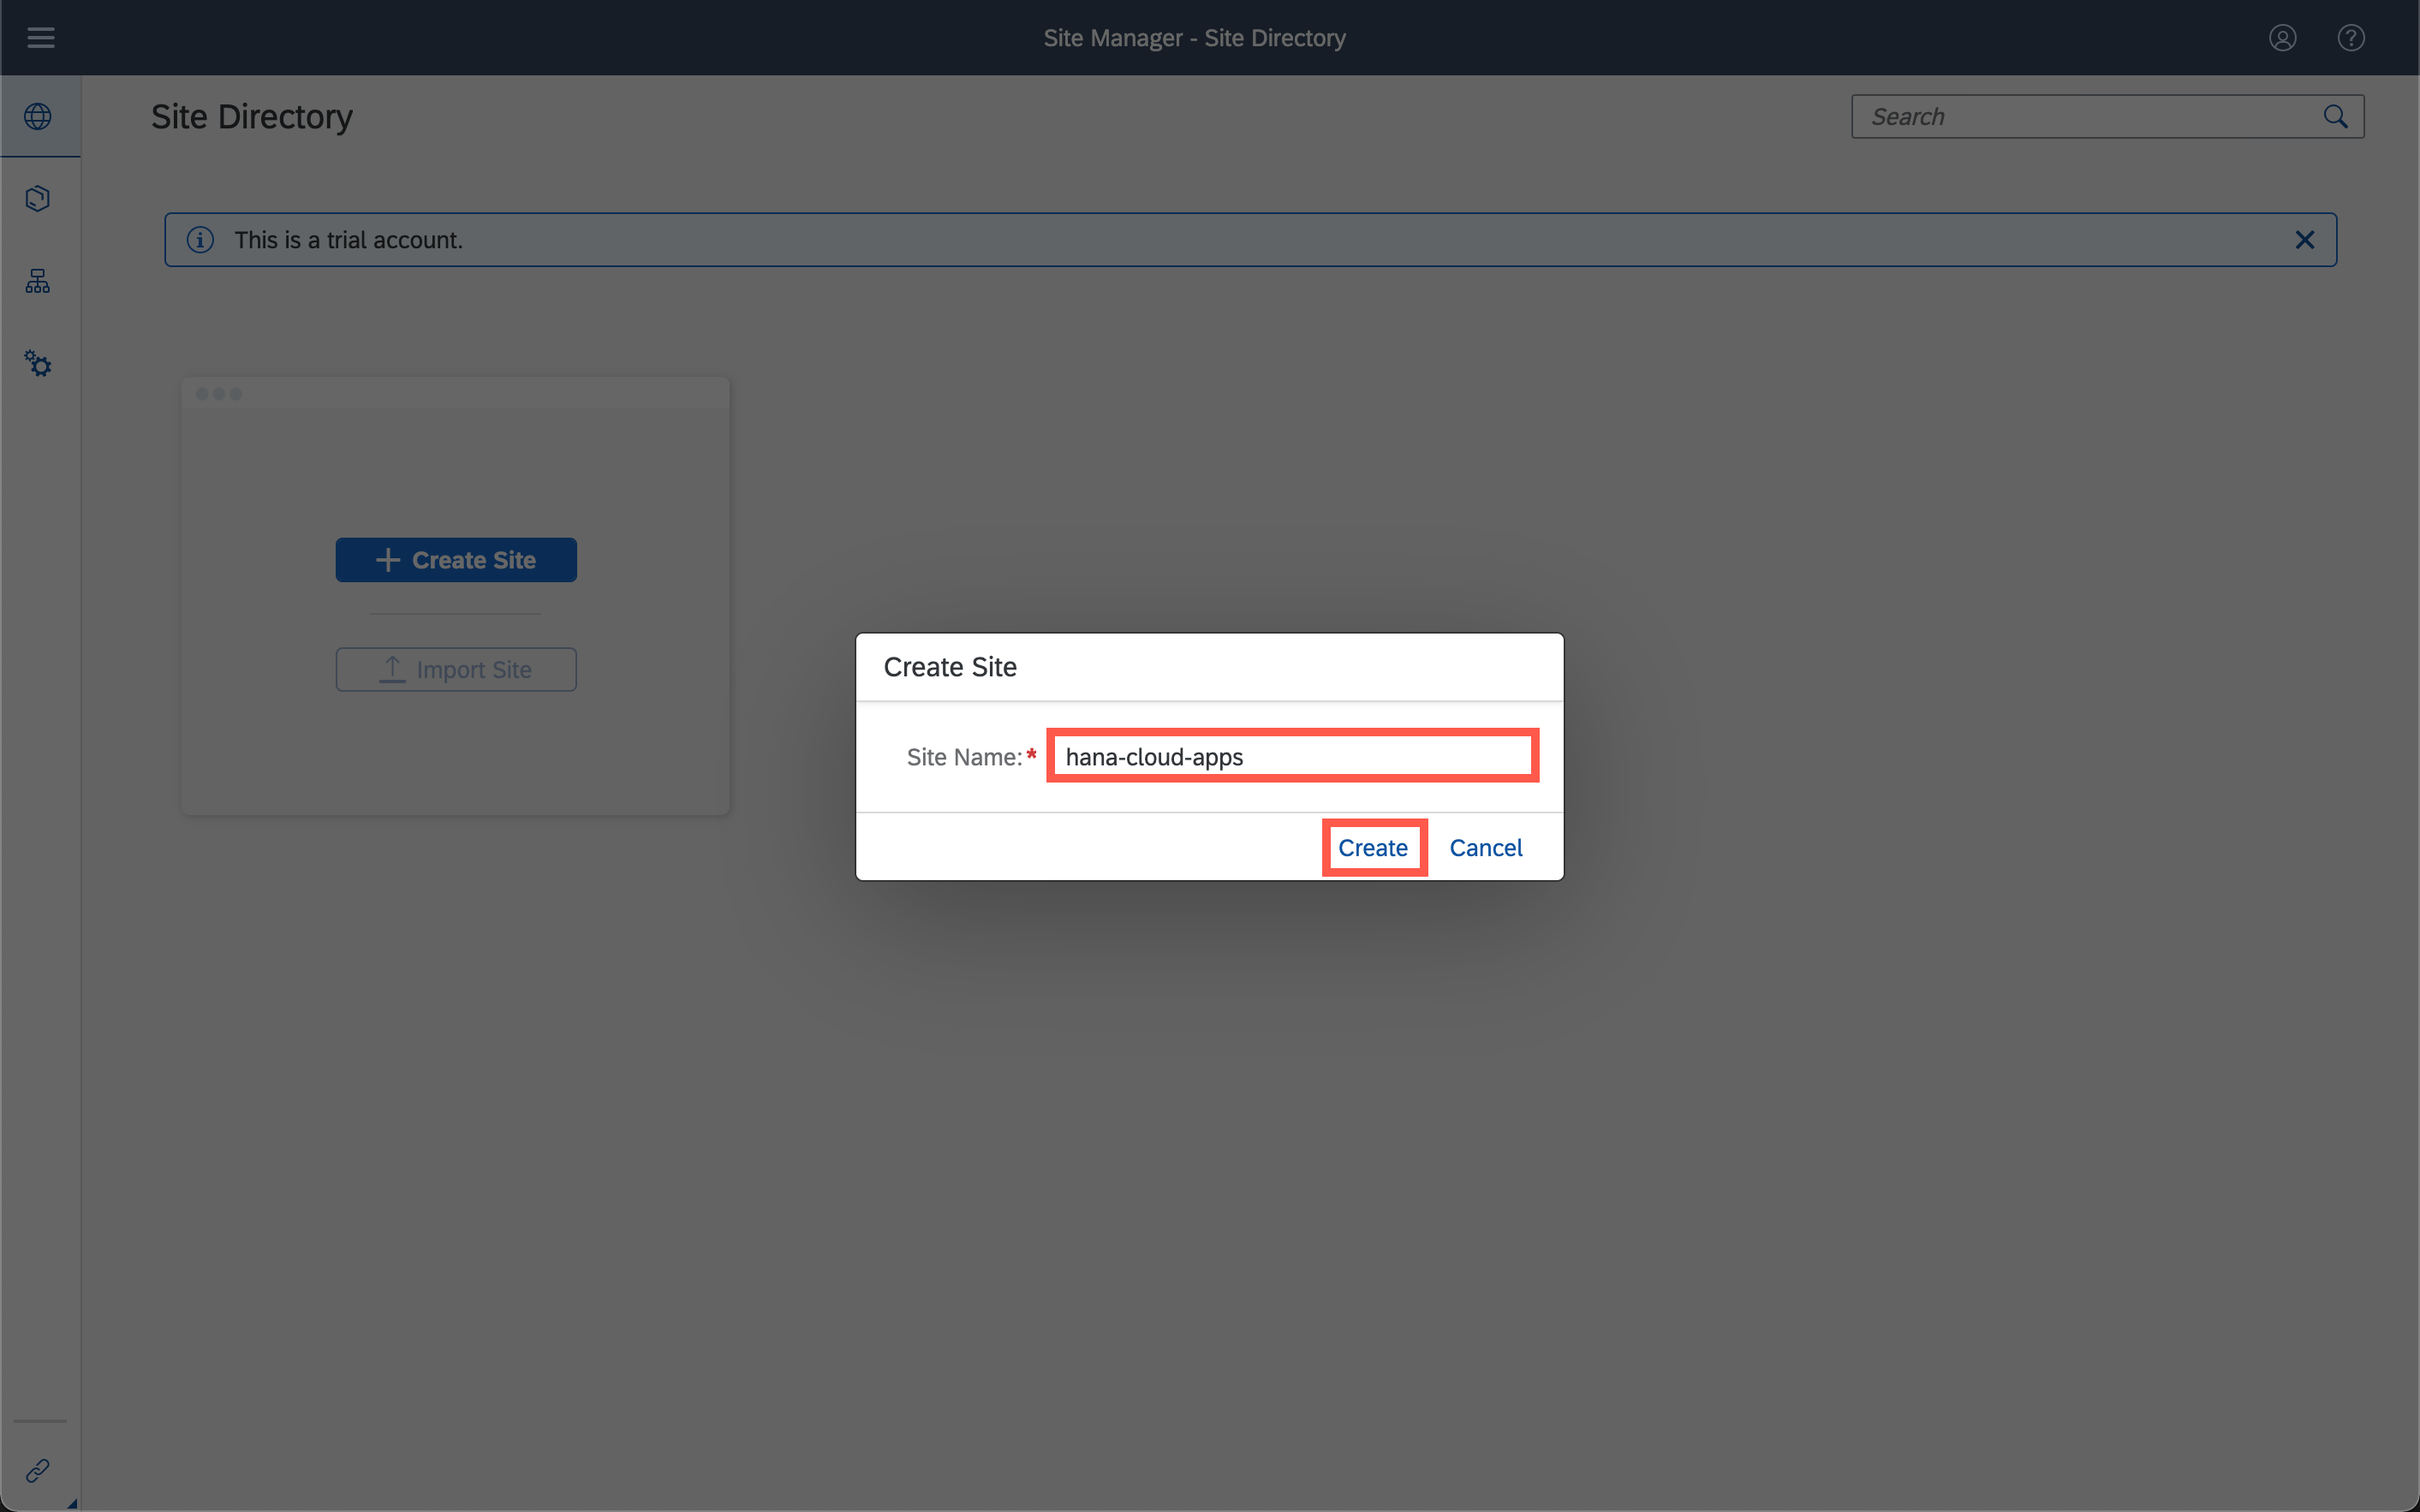 Site Manager - Site Directory
Site Directory
Search
This is a trial account.
Create Site
Import Site
Create Site
Site Name:*
hana-cloud-apps
Create
Cancel